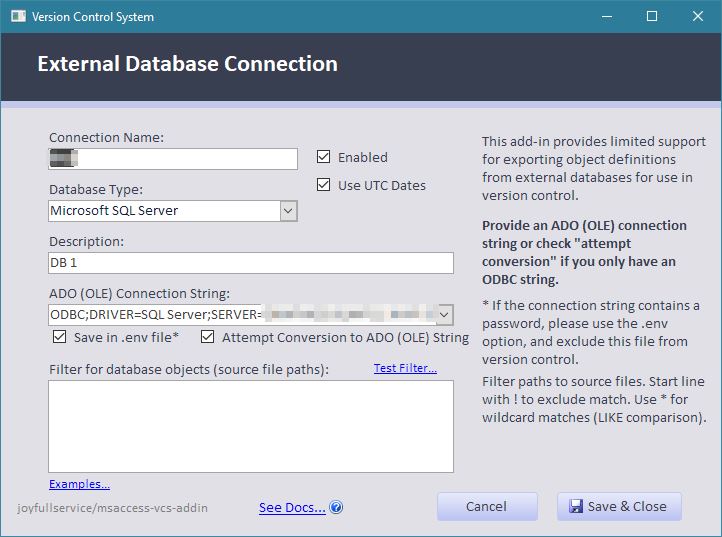 Version Control System
External Database Connection
Connection Name:
Enabled
Use UTC Dates
Database Type:
Microsoft SQL Server
Description:
DB 1
ADO (OLE) Connection String:
ODBC;DRIVER=SQL Server;SERVER=
Save in .env file*
Attempt Conversion to ADO (OLE) String
Filter for database objects (source file paths):
Test Filter...
Examples...
This add-in provides limited support
for exporting object definitions
from external databases for use in
version control.
Provide an ADO (OLE) connection
string or check "attempt
conversion" if you only have an
ODBC string.
* If the connection string contains a
password, please use the .env
option, and exclude this file from
version control.
Filter paths to source files. Start line
with ! to exclude match. Use * for
wildcard matches (LIKE comparison).
joyfullservice/msaccess-vcs-addin
See Docs...
Cancel
Save & Close